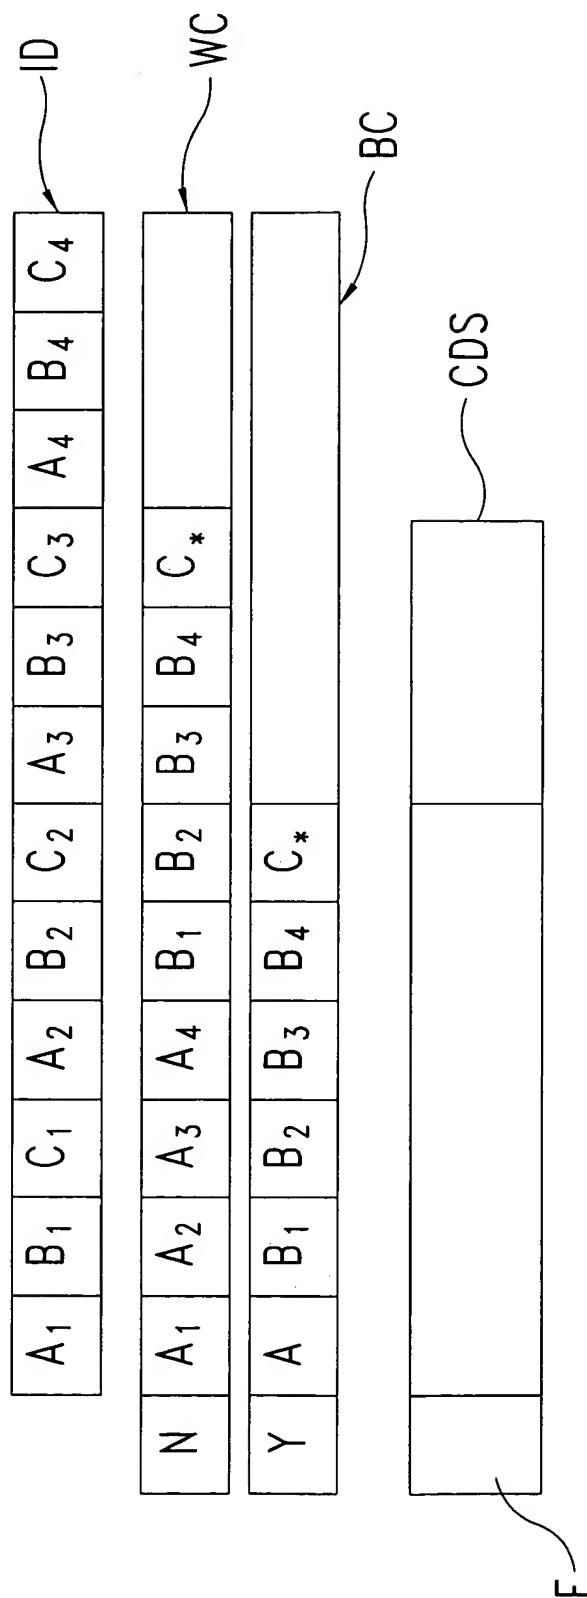 A1 B1 C1 A2 B2 C2 A3 B3 C3 A4 B4 C4 ID
N A1 A2 A3 A4 B1 B2 B3 B4 C* WC
Y A B1 B2 B3 B4 C* BC
F CDS